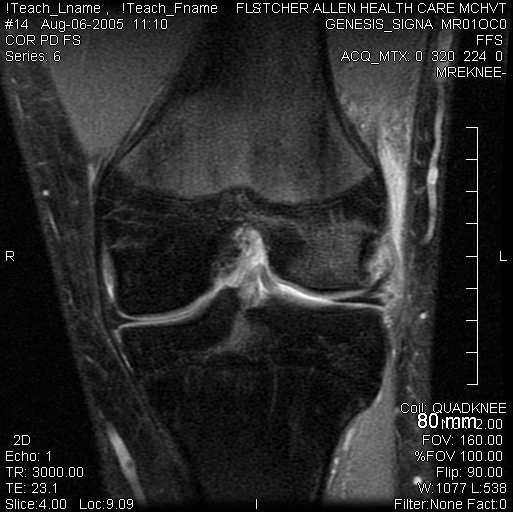 !Teach_Lname , !Teach_Fname FLSTCHER ALLEN HEALTH CARE MCHVT
#14 Aug-06-2005 11:10 GENESIS_SIGNA MR01OC0
COR PD FS FFS
Series: 6 ACQ_MTX: 0 320 224 0
MREKNEE-
R L
Coil: QUADKNEE
80 mm 2.00
2D FOV: 160.00
Echo: 1 %FOV 100.00
TR: 3000.00 Flip: 90.00
TE: 23.1 W:1077 L:538
Slice:4.00 Loc:9.09 I Filter:None Fact:0